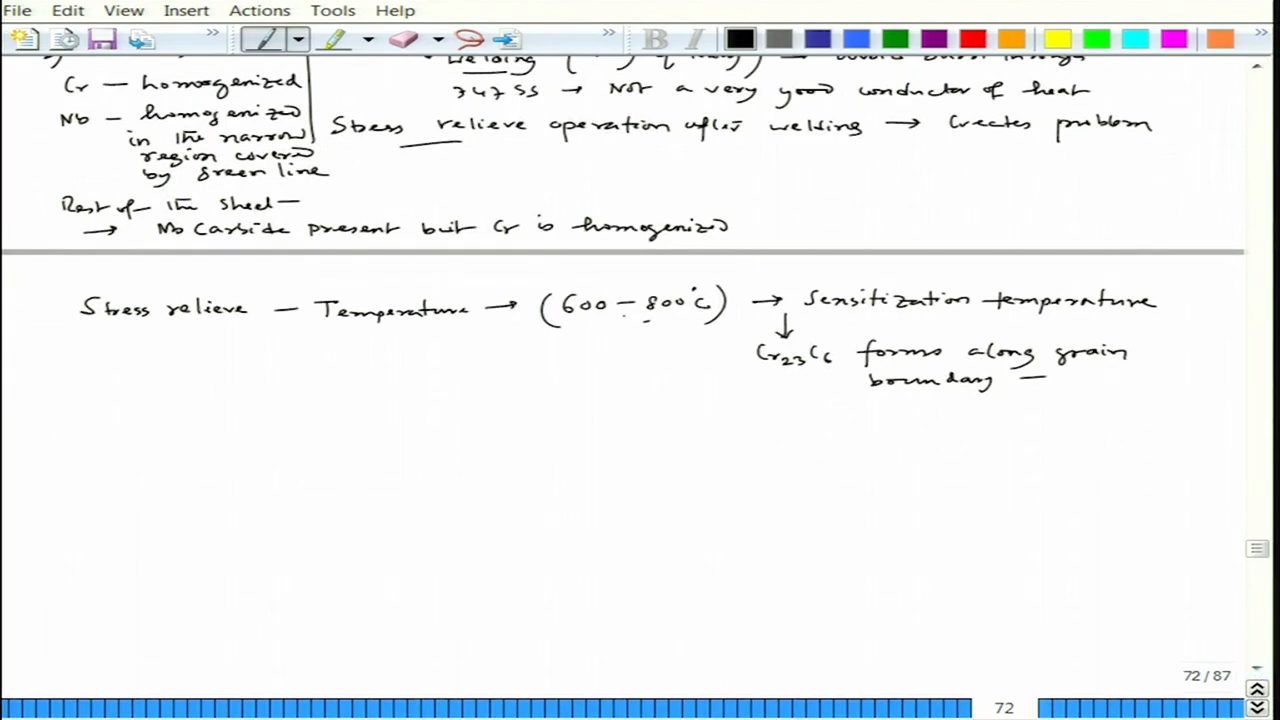 File Edit View Insert Actions Tools Help
B I
Cr — homogenized
Nb — homogenized
in the narrow
region covered
by green line
welding
347 SS → Not a very good conductor of heat
Stress relieve operation after welding → Creates problem
Rest of the sheet —
→ Nb Carbide present but Cr is homogenized
Stress relieve — Temperature → (600 – 800°C) → Sensitization temperature
↓
Cr23C6 forms along grain
boundary —
72 / 87
72